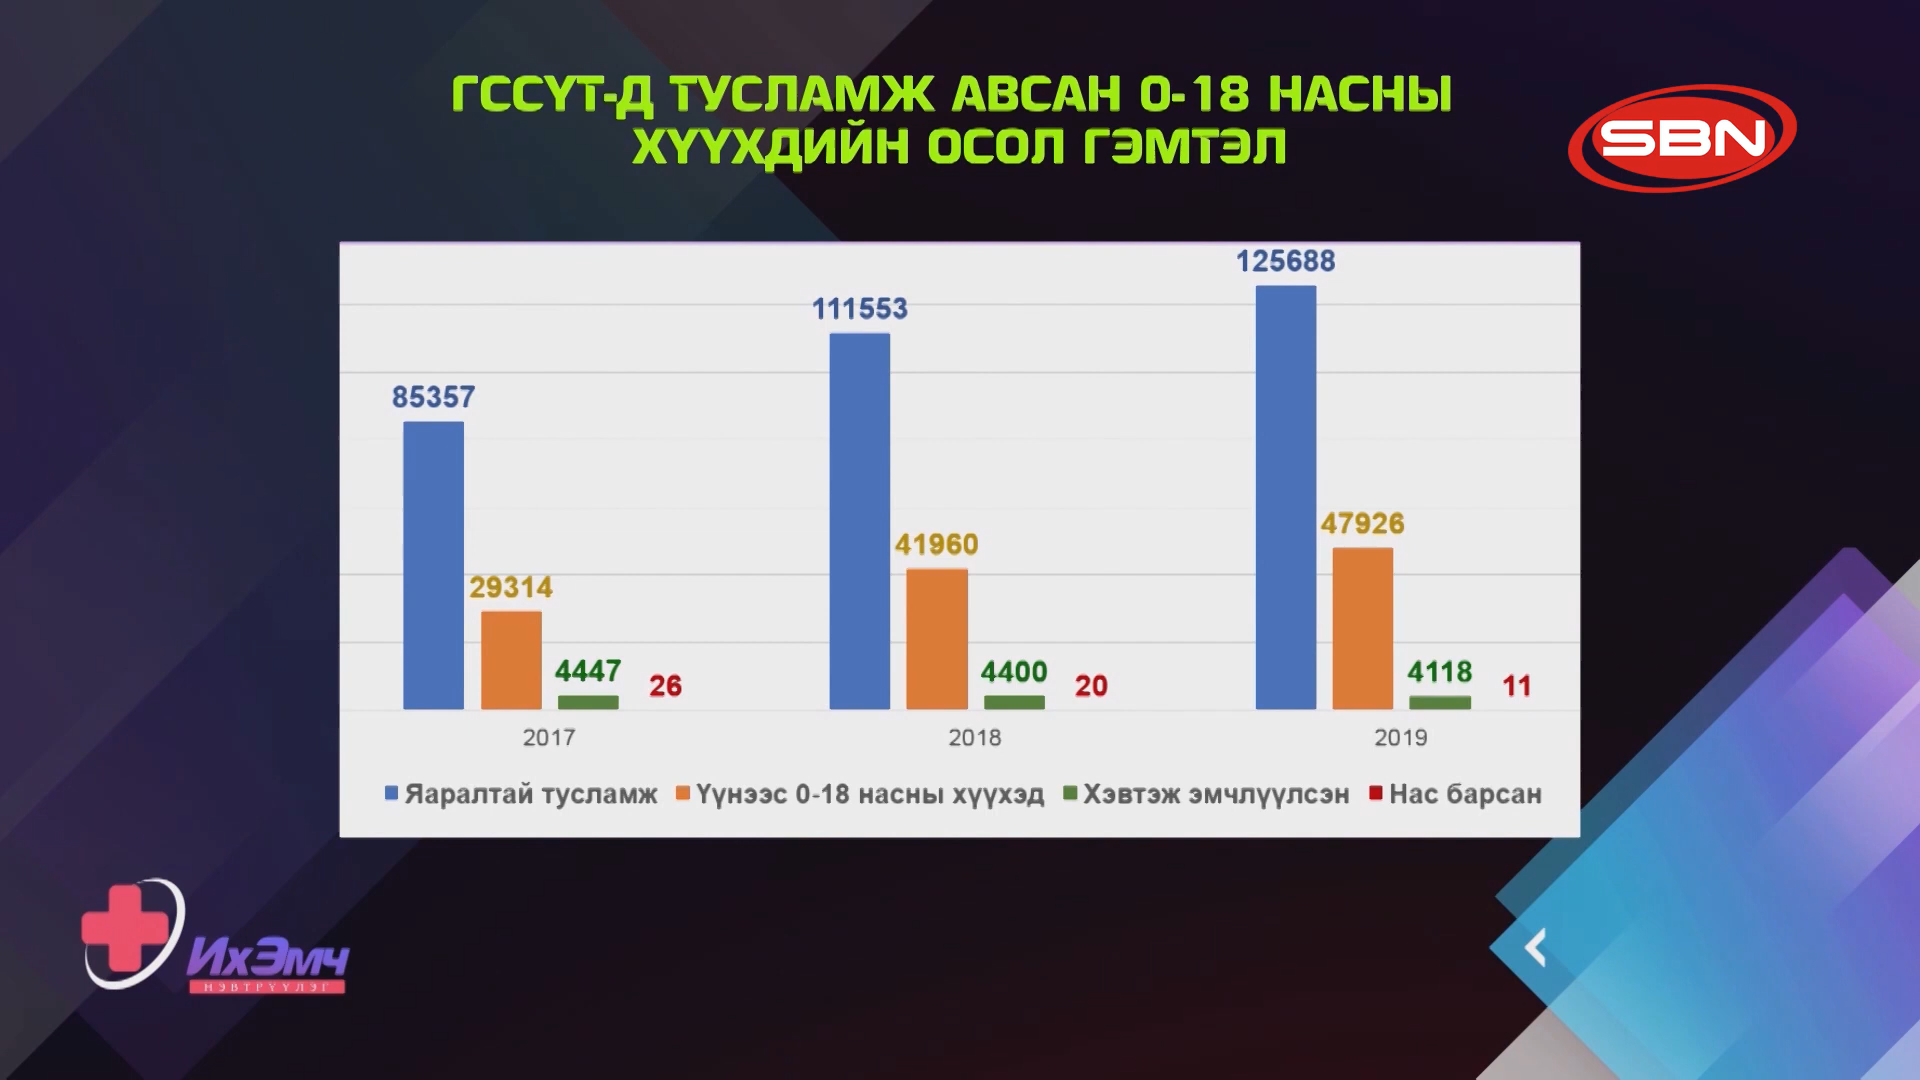 ГССҮТ-Д ТУСЛАМЖ АВСАН 0-18 НАСНЫ
ХҮҮХДИЙН ОСОЛ ГЭМТЭЛ
SBN
125688
111553
85357
47926
41960
29314
4447
26
4400
20
4118
11
2017
2018
2019
Яаралтай тусламж
Үүнээс 0-18 насны хүүхэд
Хэвтэж эмчлүүлсэн
Нас барсан
ИхЭмч
НЭВТРҮҮЛЭГ